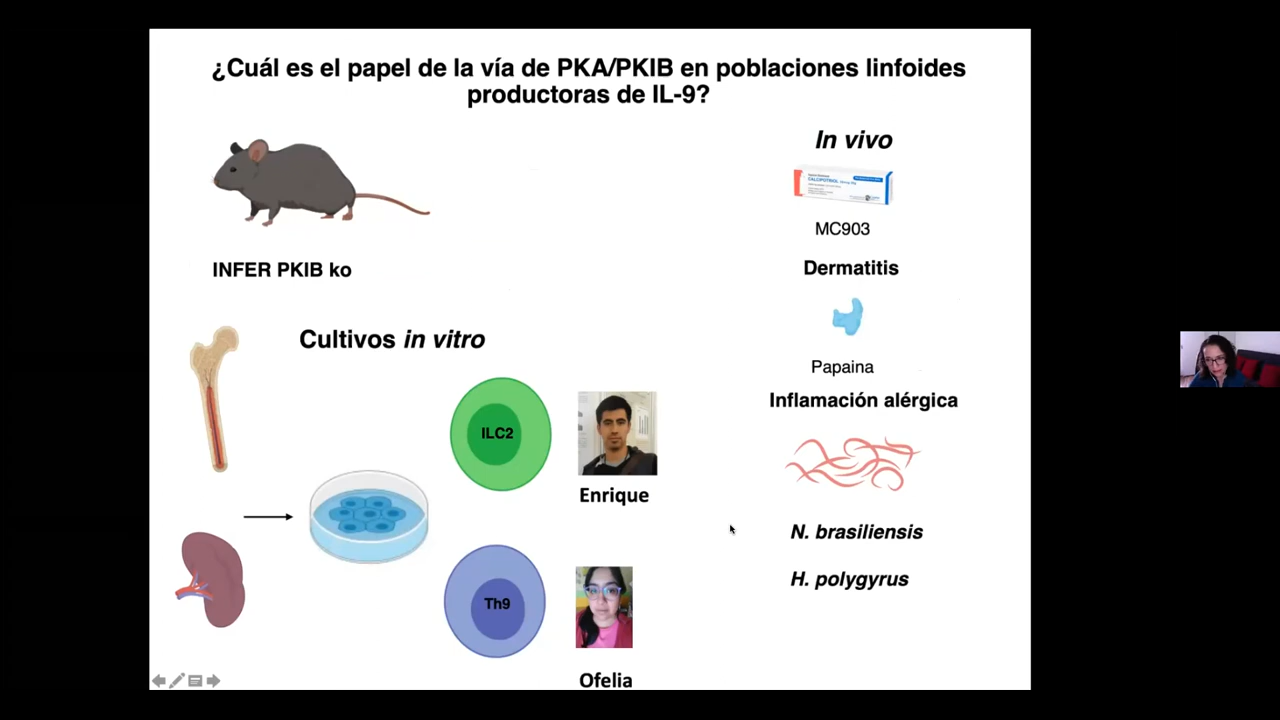 ¿Cuál es el papel de la vía de PKA/PKIB en poblaciones linfoides
productoras de IL-9?
In vivo
CALCIPOTRIOL
MC903
INFER PKIB ko
Dermatitis
Cultivos in vitro
Papaina
Inflamación alérgica
ILC2
Enrique
N. brasiliensis
H. polygyrus
Th9
Ofelia